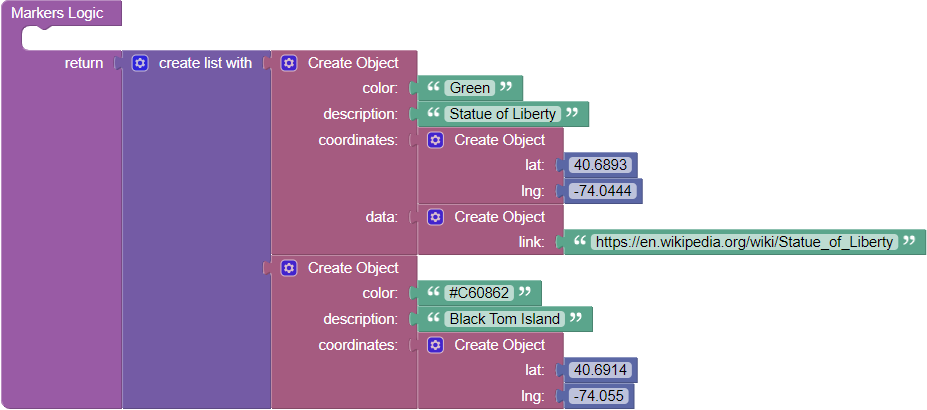 Markers Logic
return create list with Create Object
color: “ Green ”
description: “ Statue of Liberty ”
coordinates: Create Object
lat: 40.6893
lng: -74.0444
data: Create Object
link: “ https://en.wikipedia.org/wiki/Statue_of_Liberty ”
Create Object
color: “ #C60862 ”
description: “ Black Tom Island ”
coordinates: Create Object
lat: 40.6914
lng: -74.055